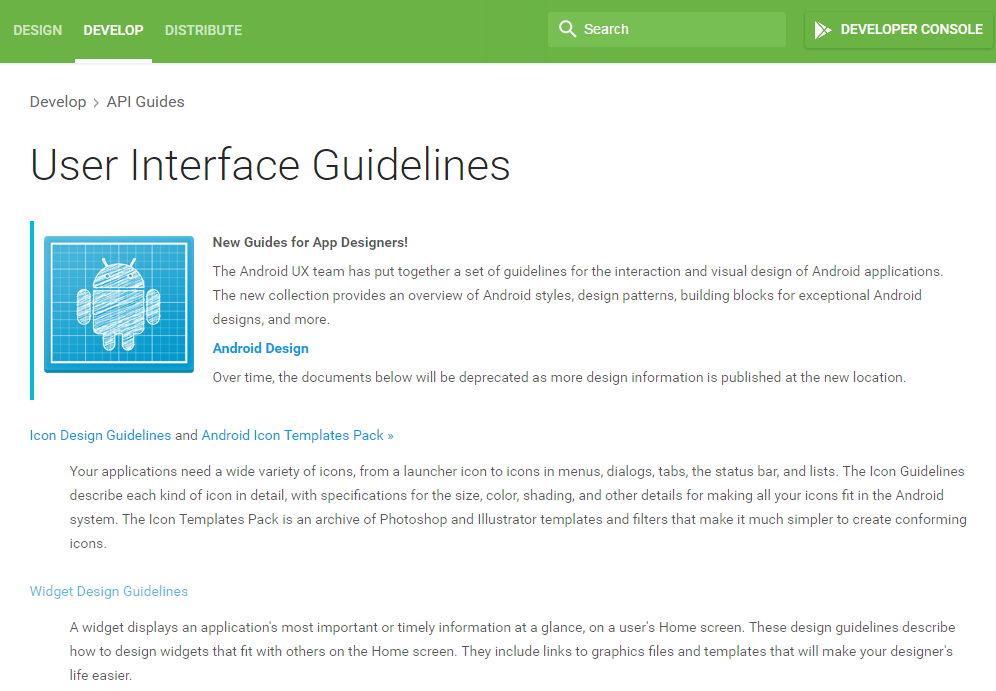 DESIGN DEVELOP DISTRIBUTE Search DEVELOPER CONSOLE
Develop > API Guides
User Interface Guidelines
New Guides for App Designers!
The Android UX team has put together a set of guidelines for the interaction and visual design of Android applications.
The new collection provides an overview of Android styles, design patterns, building blocks for exceptional Android
designs, and more.
Android Design
Over time, the documents below will be deprecated as more design information is published at the new location.
Icon Design Guidelines and Android Icon Templates Pack »
Your applications need a wide variety of icons, from a launcher icon to icons in menus, dialogs, tabs, the status bar, and lists. The Icon Guidelines
describe each kind of icon in detail, with specifications for the size, color, shading, and other details for making all your icons fit in the Android
system. The Icon Templates Pack is an archive of Photoshop and Illustrator templates and filters that make it much simpler to create conforming
icons.
Widget Design Guidelines
A widget displays an application's most important or timely information at a glance, on a user's Home screen. These design guidelines describe
how to design widgets that fit with others on the Home screen. They include links to graphics files and templates that will make your designer's
life easier.